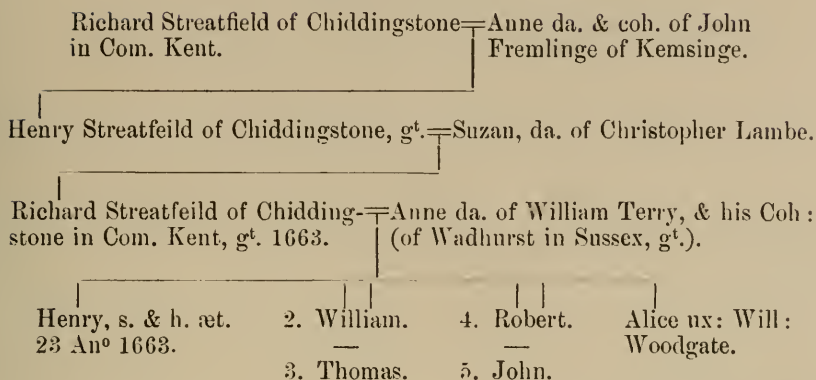 Richard Streatfield of Chiddingstone=Anne da. & coh. of John
in Com. Kent. Fremlinge of Kemsinge.
Henry Streatfeild of Chiddingstone, gᵗ.=Suzan, da. of Christopher Lambe.
Richard Streatfeild of Chidding-=Anne da. of William Terry, & his Coh :
stone in Com. Kent, gᵗ. 1663. (of Wadhurst in Sussex, gᵗ.).
Henry, s. & h. æt. 2. William. 4. Robert. Alice ux: Will :
23 Anº 1663. — — Woodgate.
3. Thomas. 5. John.